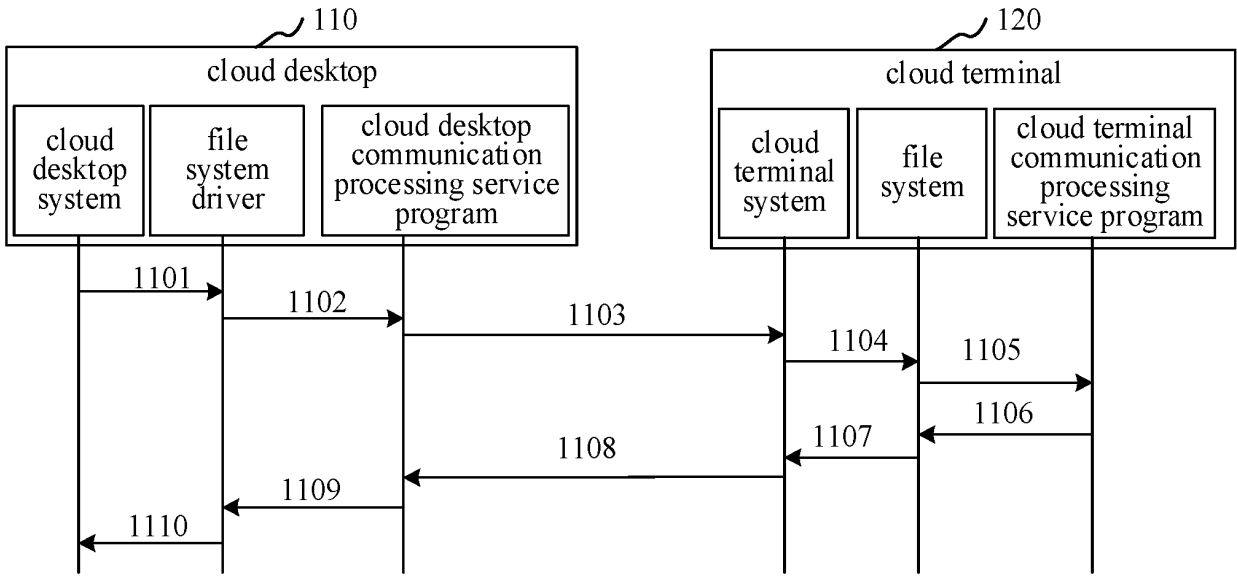 110
120
cloud desktop
cloud
desktop
system
file
system
driver
cloud desktop
communication
processing service
program
cloud terminal
cloud
terminal
system
file
system
cloud terminal
communication
processing
service program
1101
1102
1103
1104
1105
1106
1107
1108
1109
1110